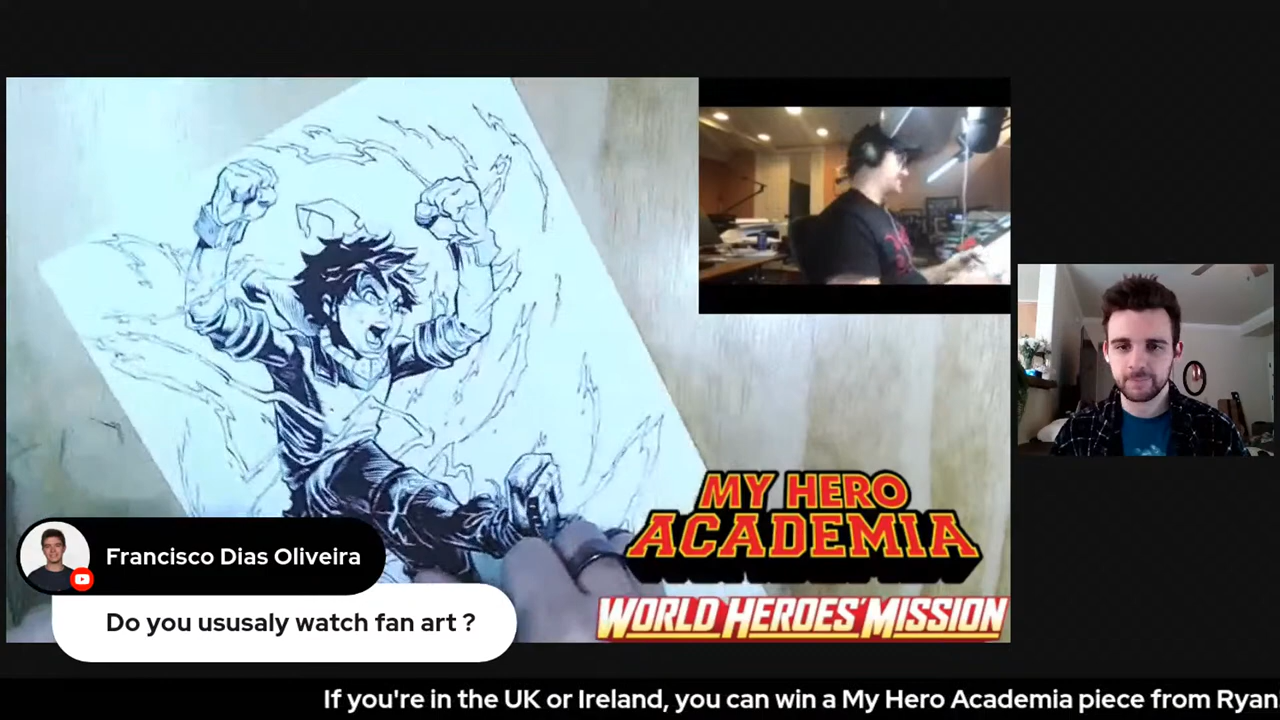 MY HERO
ACADEMIA
WORLD HEROES' MISSION
Francisco Dias Oliveira
Do you ususaly watch fan art ?
If you're in the UK or Ireland, you can win a My Hero Academia piece from Ryan